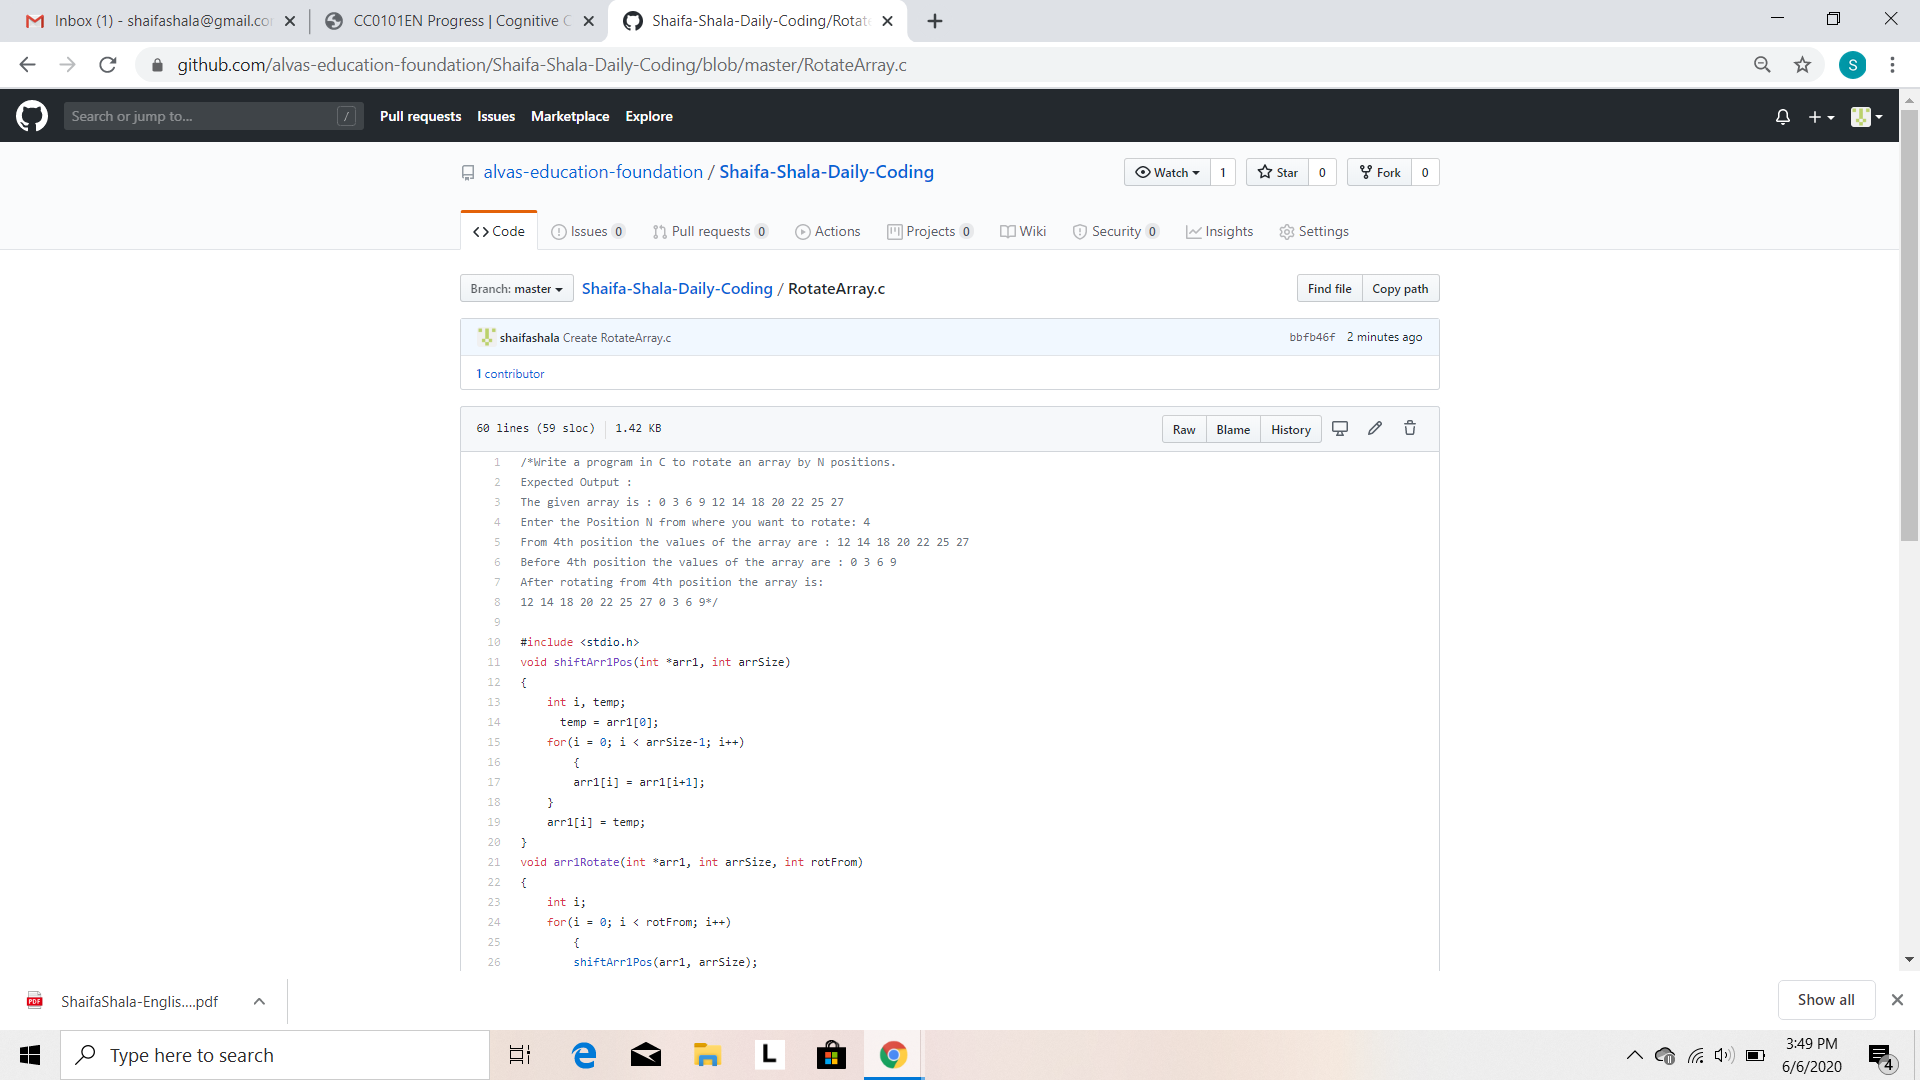 Inbox (1) - shaifashala@gmail.co
CC0101EN Progress | Cognitive C
Shaifa-Shala-Daily-Coding/Rotat
github.com/alvas-education-foundation/Shaifa-Shala-Daily-Coding/blob/master/RotateArray.c
S
Search or jump to... /
Pull requests Issues Marketplace Explore
alvas-education-foundation / Shaifa-Shala-Daily-Coding
Watch 1 Star 0 Fork 0
Code Issues 0 Pull requests 0 Actions Projects 0 Wiki Security 0 Insights Settings
Branch: master Shaifa-Shala-Daily-Coding / RotateArray.c Find file Copy path
shaifashala Create RotateArray.c bbfb46f 2 minutes ago
1 contributor
60 lines (59 sloc) 1.42 KB Raw Blame History
1 /*Write a program in C to rotate an array by N positions.
2 Expected Output :
3 The given array is : 0 3 6 9 12 14 18 20 22 25 27
4 Enter the Position N from where you want to rotate: 4
5 From 4th position the values of the array are : 12 14 18 20 22 25 27
6 Before 4th position the values of the array are : 0 3 6 9
7 After rotating from 4th position the array is:
8 12 14 18 20 22 25 27 0 3 6 9*/
9
10 #include <stdio.h>
11 void shiftArr1Pos(int *arr1, int arrSize)
12 {
13 int i, temp;
14 temp = arr1[0];
15 for(i = 0; i < arrSize-1; i++)
16 {
17 arr1[i] = arr1[i+1];
18 }
19 arr1[i] = temp;
20 }
21 void arr1Rotate(int *arr1, int arrSize, int rotFrom)
22 {
23 int i;
24 for(i = 0; i < rotFrom; i++)
25 {
26 shiftArr1Pos(arr1, arrSize);
PDF ShaifaShala-Englis....pdf Show all
Type here to search
L
3:49 PM
6/6/2020
4